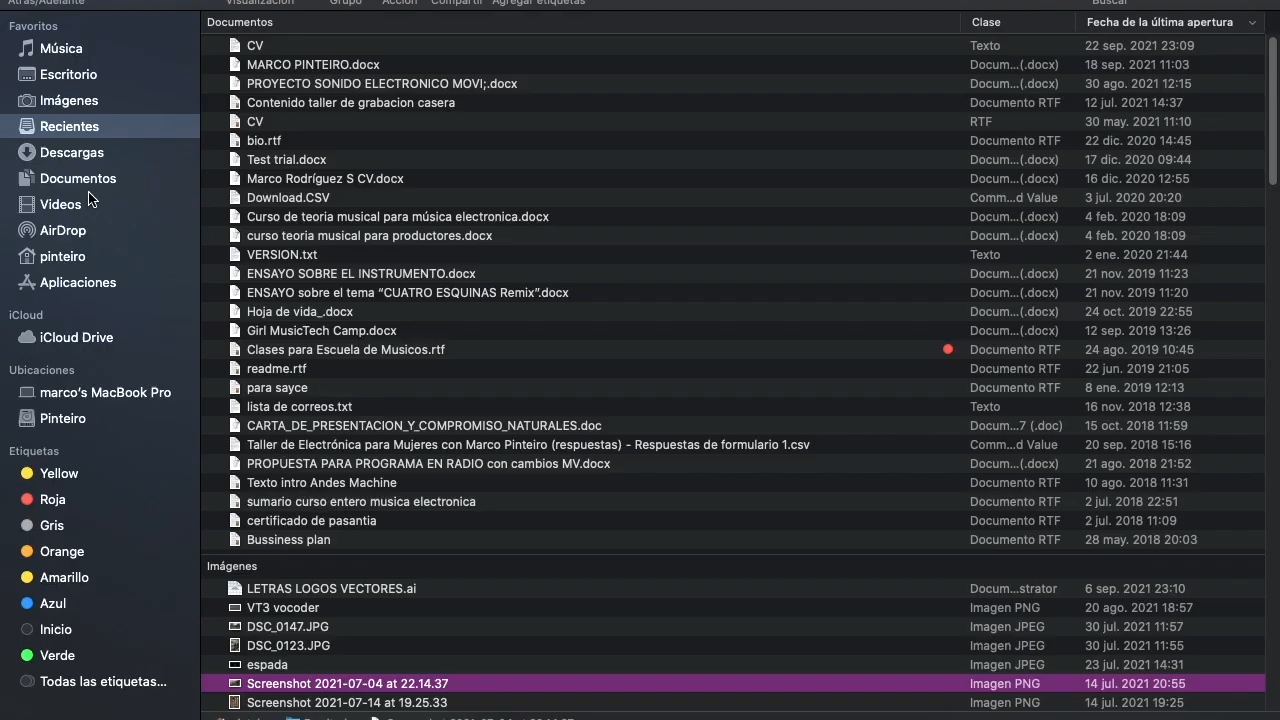 Atrás/Adelante Visualización Grupo Acción Compartir Agregar etiquetas Buscar
Favoritos
Música
Escritorio
Imágenes
Recientes
Descargas
Documentos
Videos
AirDrop
pinteiro
Aplicaciones
iCloud
iCloud Drive
Ubicaciones
marco's MacBook Pro
Pinteiro
Etiquetas
Yellow
Roja
Gris
Orange
Amarillo
Azul
Inicio
Verde
Todas las etiquetas...
Documentos Clase Fecha de la última apertura
CV Texto 22 sep. 2021 23:09
MARCO PINTEIRO.docx Docum...(.docx) 18 sep. 2021 11:03
PROYECTO SONIDO ELECTRONICO MOVI;.docx Docum...(.docx) 30 ago. 2021 12:15
Contenido taller de grabacion casera Documento RTF 12 jul. 2021 14:37
CV RTF 30 may. 2021 11:10
bio.rtf Documento RTF 22 dic. 2020 14:45
Test trial.docx Docum...(.docx) 17 dic. 2020 09:44
Marco Rodríguez S CV.docx Docum...(.docx) 16 dic. 2020 12:55
Download.CSV Comm...d Value 3 jul. 2020 20:20
Curso de teoria musical para música electronica.docx Docum...(.docx) 4 feb. 2020 18:09
curso teoria musical para productores.docx Docum...(.docx) 4 feb. 2020 18:09
VERSION.txt Texto 2 ene. 2020 21:44
ENSAYO SOBRE EL INSTRUMENTO.docx Docum...(.docx) 21 nov. 2019 11:23
ENSAYO sobre el tema “CUATRO ESQUINAS Remix”.docx Docum...(.docx) 21 nov. 2019 11:20
Hoja de vida_.docx Docum...(.docx) 24 oct. 2019 22:55
Girl MusicTech Camp.docx Docum...(.docx) 12 sep. 2019 13:26
Clases para Escuela de Musicos.rtf Documento RTF 24 ago. 2019 10:45
readme.rtf Documento RTF 22 jun. 2019 21:05
para sayce Documento RTF 8 ene. 2019 12:13
lista de correos.txt Texto 16 nov. 2018 12:38
CARTA_DE_PRESENTACION_Y_COMPROMISO_NATURALES.doc Docum...7 (.doc) 15 oct. 2018 11:59
Taller de Electrónica para Mujeres con Marco Pinteiro (respuestas) - Respuestas de formulario 1.csv Comm...d Value 20 sep. 2018 15:16
PROPUESTA PARA PROGRAMA EN RADIO con cambios MV.docx Docum...(.docx) 21 ago. 2018 21:52
Texto intro Andes Machine Documento RTF 10 ago. 2018 11:31
sumario curso entero musica electronica Documento RTF 2 jul. 2018 22:51
certificado de pasantia Documento RTF 2 jul. 2018 11:09
Bussiness plan Documento RTF 28 may. 2018 20:03
Imágenes
LETRAS LOGOS VECTORES.ai Docum...strator 6 sep. 2021 23:10
VT3 vocoder Imagen PNG 20 ago. 2021 18:57
DSC_0147.JPG Imagen JPEG 30 jul. 2021 11:57
DSC_0123.JPG Imagen JPEG 30 jul. 2021 11:55
espada Imagen JPEG 23 jul. 2021 14:31
Screenshot 2021-07-04 at 22.14.37 Imagen PNG 14 jul. 2021 20:55
Screenshot 2021-07-14 at 19.25.33 Imagen PNG 14 jul. 2021 19:25